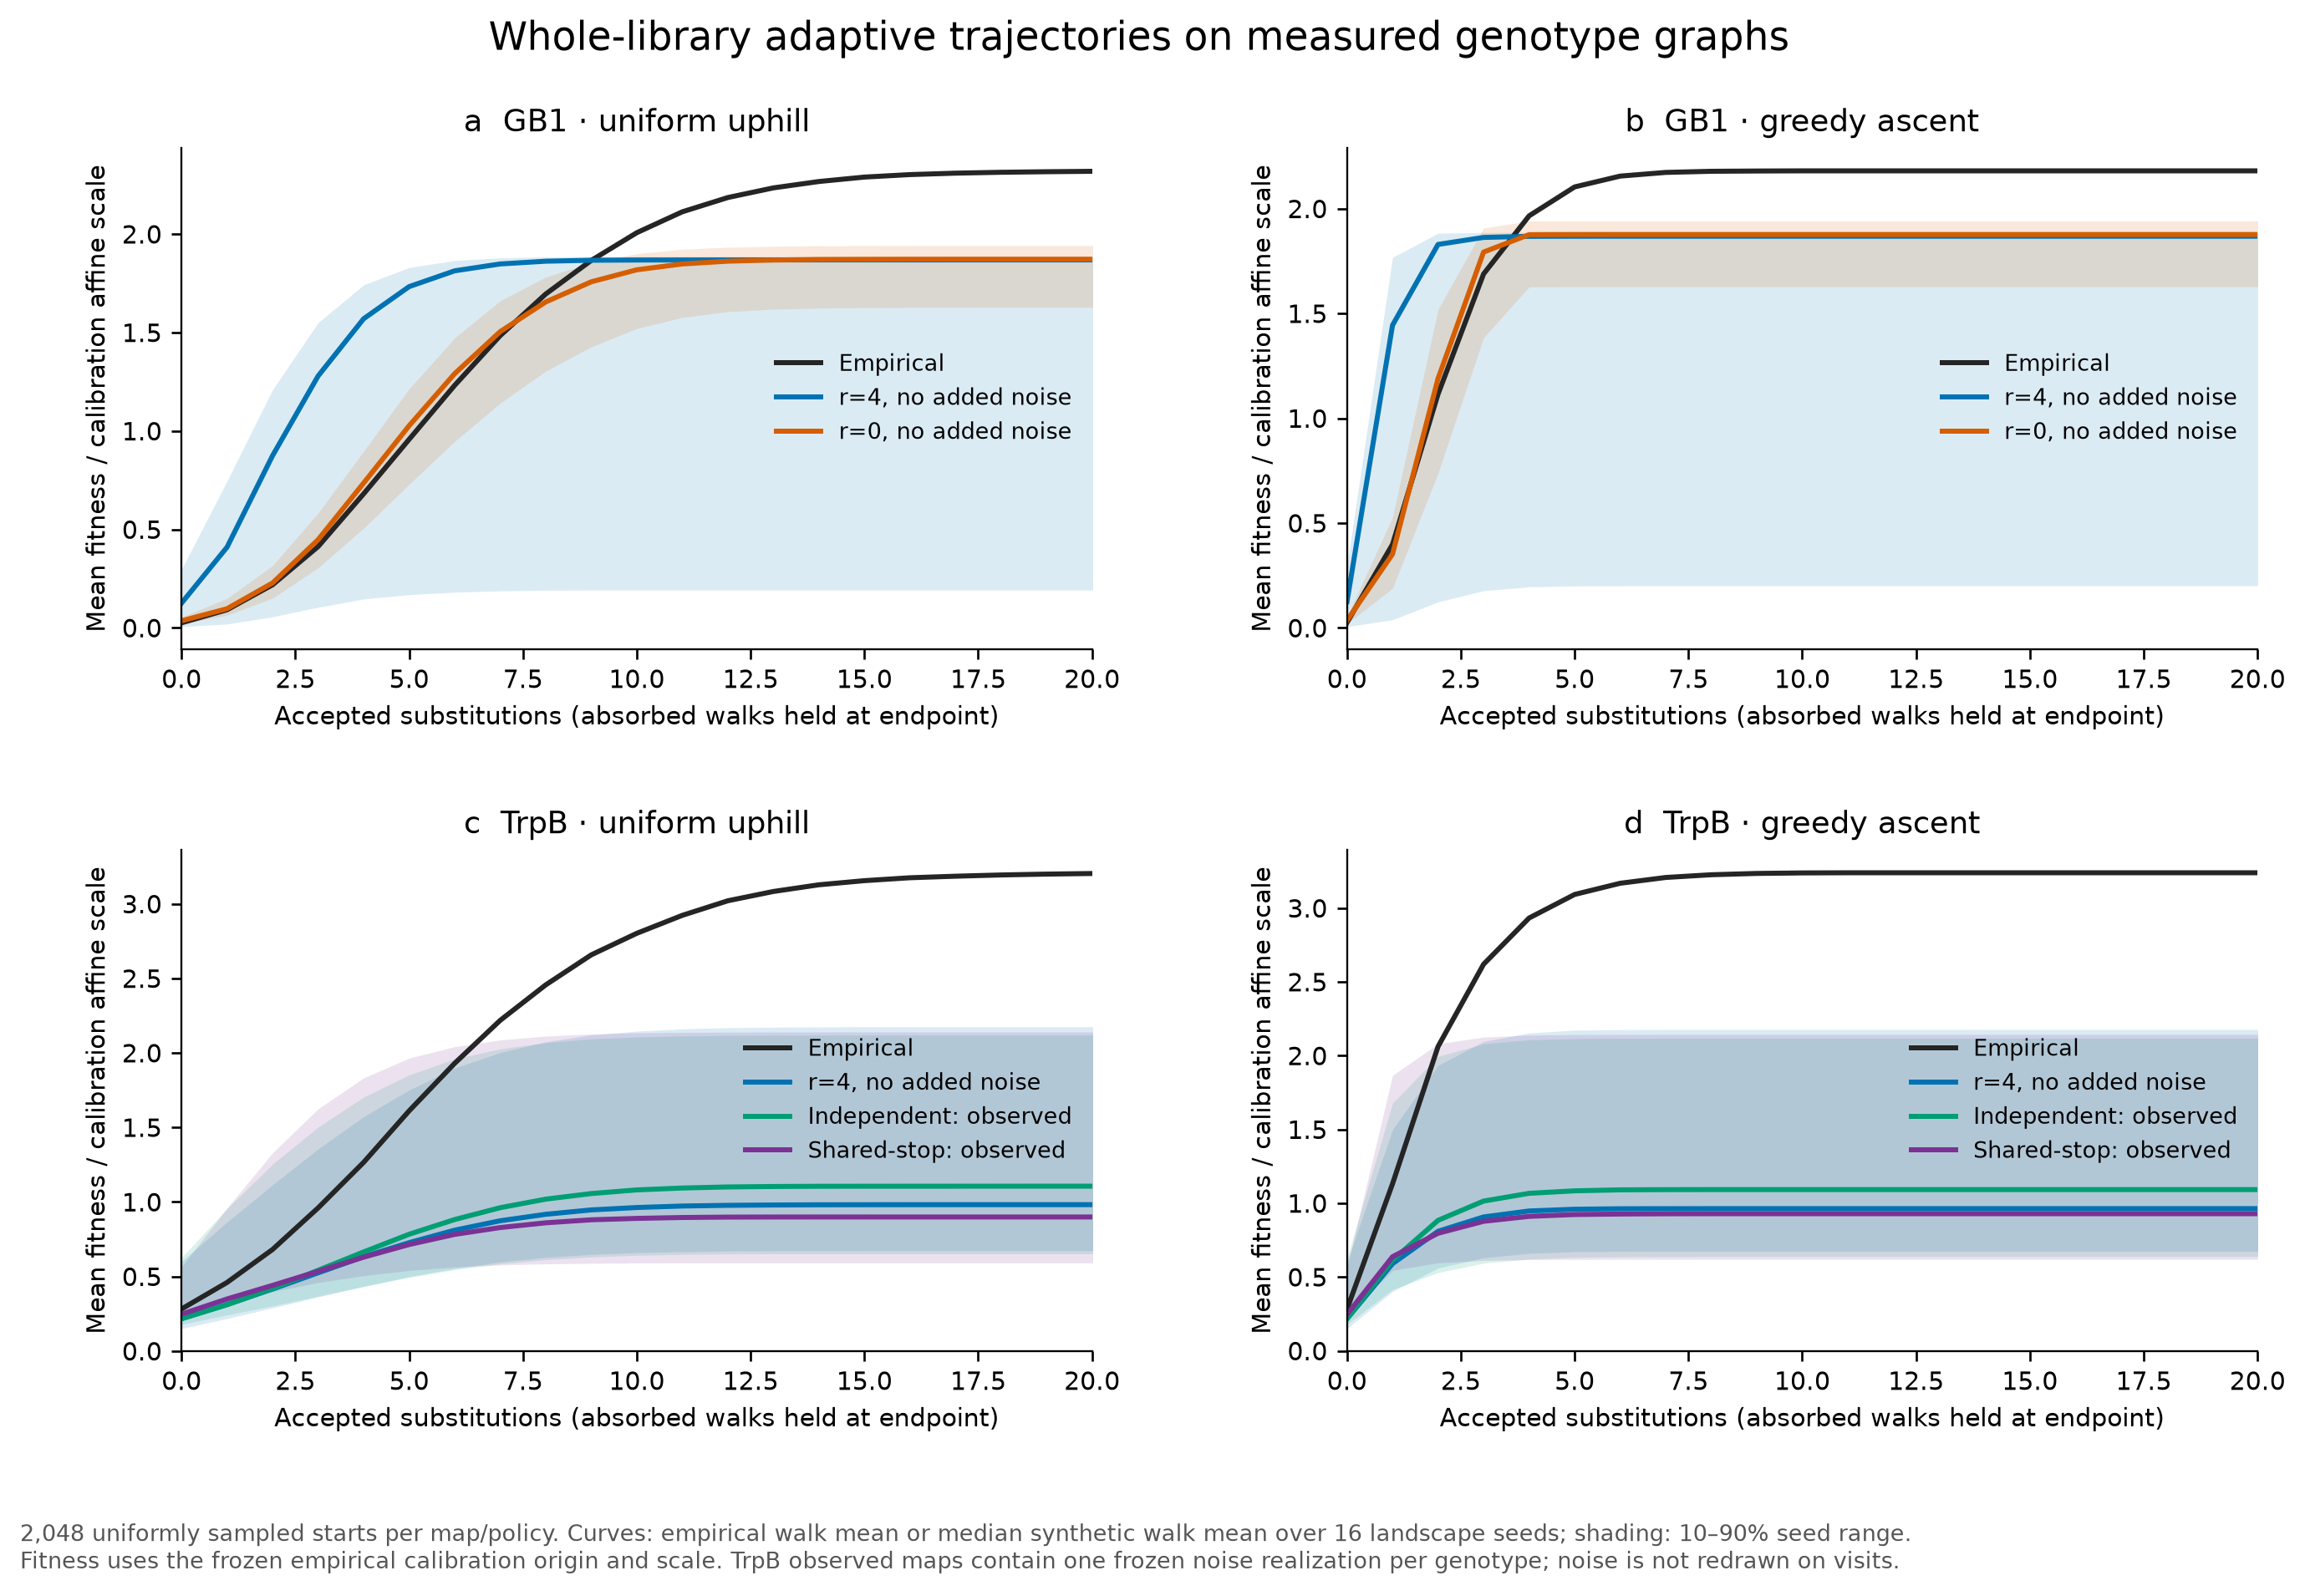 Whole-library adaptive trajectories on measured genotype graphs
a GB1 · uniform uphill
Mean fitness / calibration affine scale
2.0
1.5
1.0
0.5
0.0
Empirical
r=4, no added noise
r=0, no added noise
0.0 2.5 5.0 7.5 10.0 12.5 15.0 17.5 20.0
Accepted substitutions (absorbed walks held at endpoint)
b GB1 · greedy ascent
Mean fitness / calibration affine scale
2.0
1.5
1.0
0.5
0.0
Empirical
r=4, no added noise
r=0, no added noise
0.0 2.5 5.0 7.5 10.0 12.5 15.0 17.5 20.0
Accepted substitutions (absorbed walks held at endpoint)
c TrpB · uniform uphill
Mean fitness / calibration affine scale
3.0
2.5
2.0
1.5
1.0
0.5
0.0
Empirical
r=4, no added noise
Independent: observed
Shared-stop: observed
0.0 2.5 5.0 7.5 10.0 12.5 15.0 17.5 20.0
Accepted substitutions (absorbed walks held at endpoint)
d TrpB · greedy ascent
Mean fitness / calibration affine scale
3.0
2.5
2.0
1.5
1.0
0.5
0.0
Empirical
r=4, no added noise
Independent: observed
Shared-stop: observed
0.0 2.5 5.0 7.5 10.0 12.5 15.0 17.5 20.0
Accepted substitutions (absorbed walks held at endpoint)
2,048 uniformly sampled starts per map/policy. Curves: empirical walk mean or median synthetic walk mean over 16 landscape seeds; shading: 10–90% seed range.
Fitness uses the frozen empirical calibration origin and scale. TrpB observed maps contain one frozen noise realization per genotype; noise is not redrawn on visits.